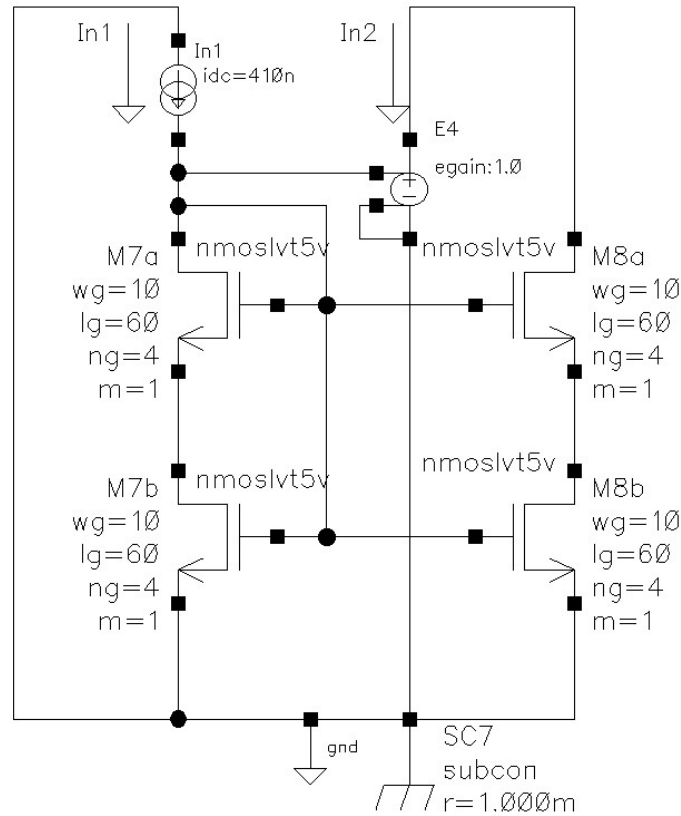 In1
In1
idc=410n
In2
E4
egain:1.0
M7a
nmoslvt5v
wg=10
lg=60
ng=4
m=1
nmoslvt5v
M8a
wg=10
lg=60
ng=4
m=1
M7b
nmoslvt5v
wg=10
lg=60
ng=4
m=1
nmoslvt5v
M8b
wg=10
lg=60
ng=4
m=1
gnd
SC7
subcon
r=1.000m